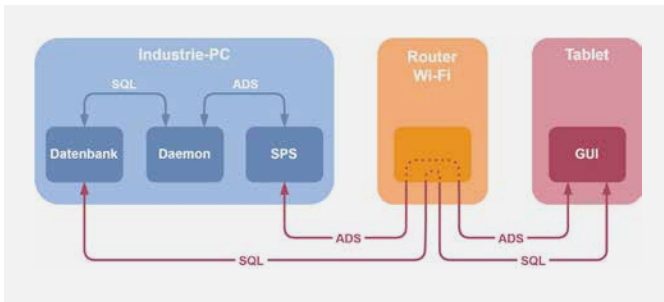 Industrie-PC
Router
Wi-Fi
Tablet
SQL
ADS
Datenbank
Daemon
SPS
GUI
ADS
ADS
SQL
SQL